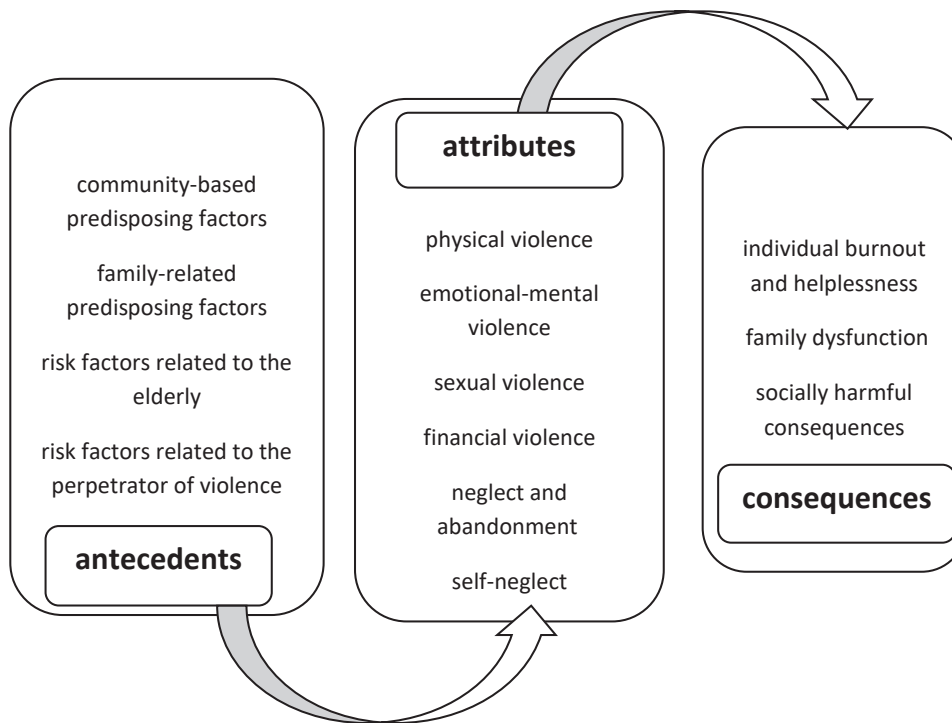 community-based
predisposing factors
family-related
predisposing factors
risk factors related to the
elderly
risk factors related to the
perpetrator of violence
antecedents
attributes
physical violence
emotional-mental
violence
sexual violence
financial violence
neglect and
abandonment
self-neglect
individual burnout
and helplessness
family dysfunction
socially harmful
consequences
consequences